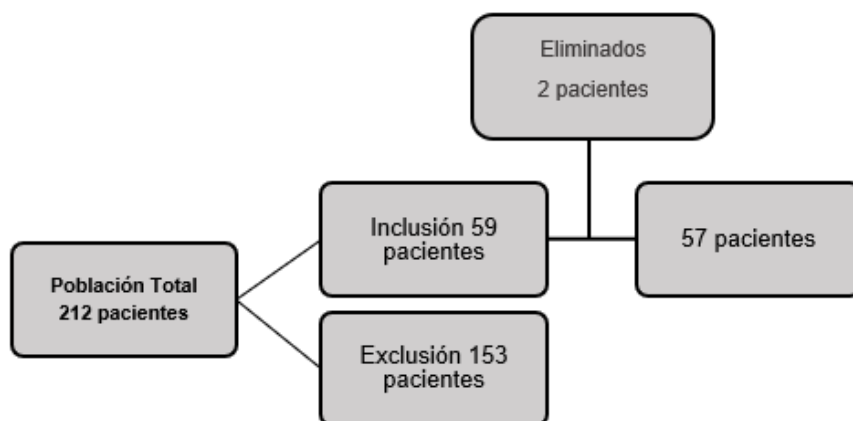 Eliminados
2 pacientes
Inclusión 59
pacientes
57 pacientes
Población Total
212 pacientes
Exclusión 153
pacientes